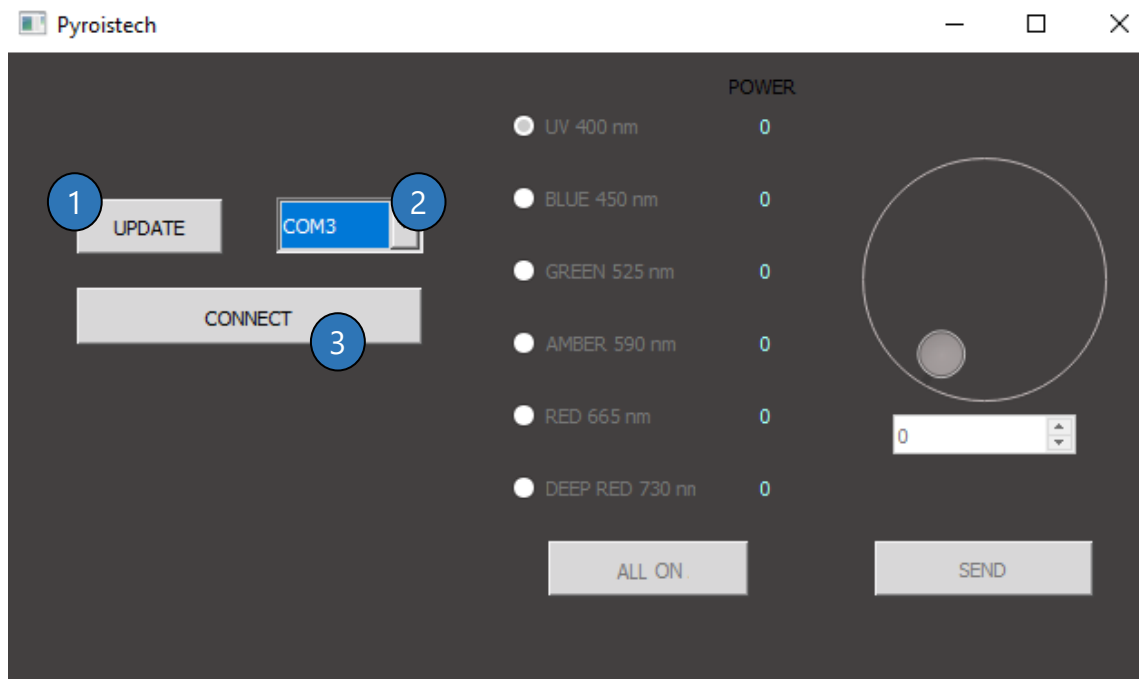 Pyroistech
1
UPDATE
2
COM3
3
CONNECT
POWER
UV 400 nm 0
BLUE 450 nm 0
GREEN 525 nm 0
AMBER 590 nm 0
RED 665 nm 0
DEEP RED 730 nm 0
0
ALL ON
SEND